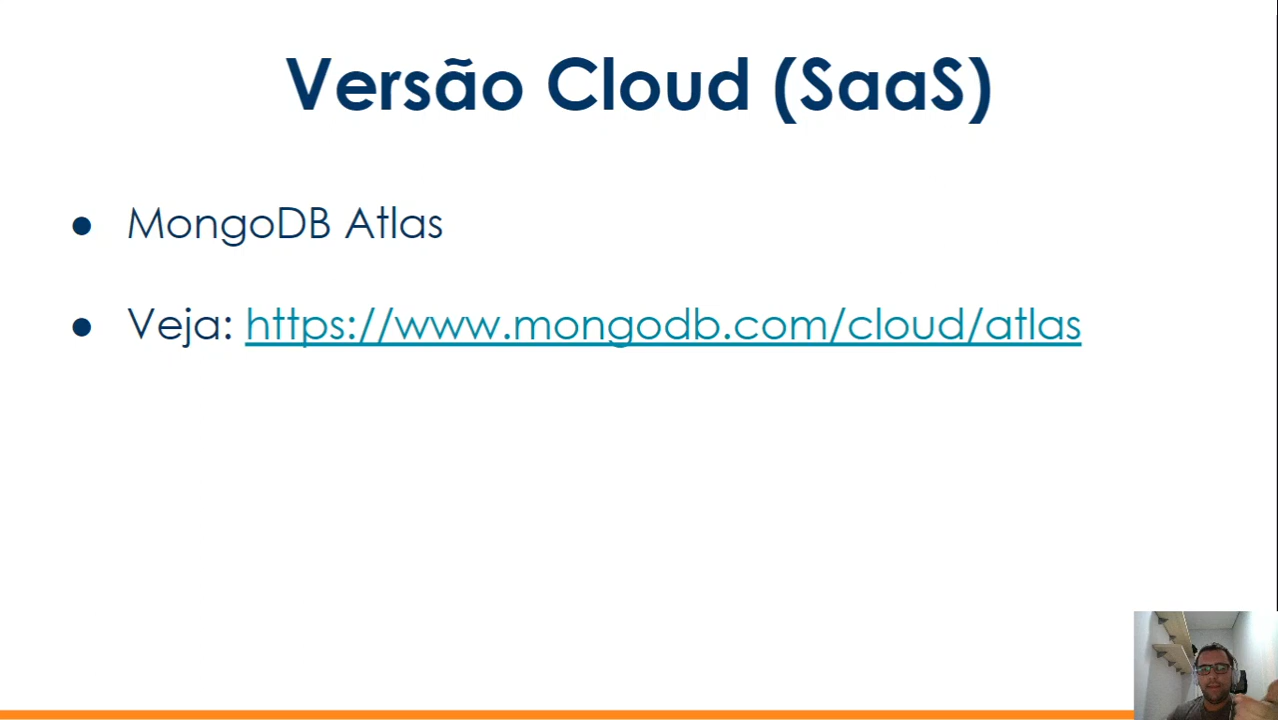 Versão Cloud (SaaS)
● MongoDB Atlas
● Veja: https://www.mongodb.com/cloud/atlas